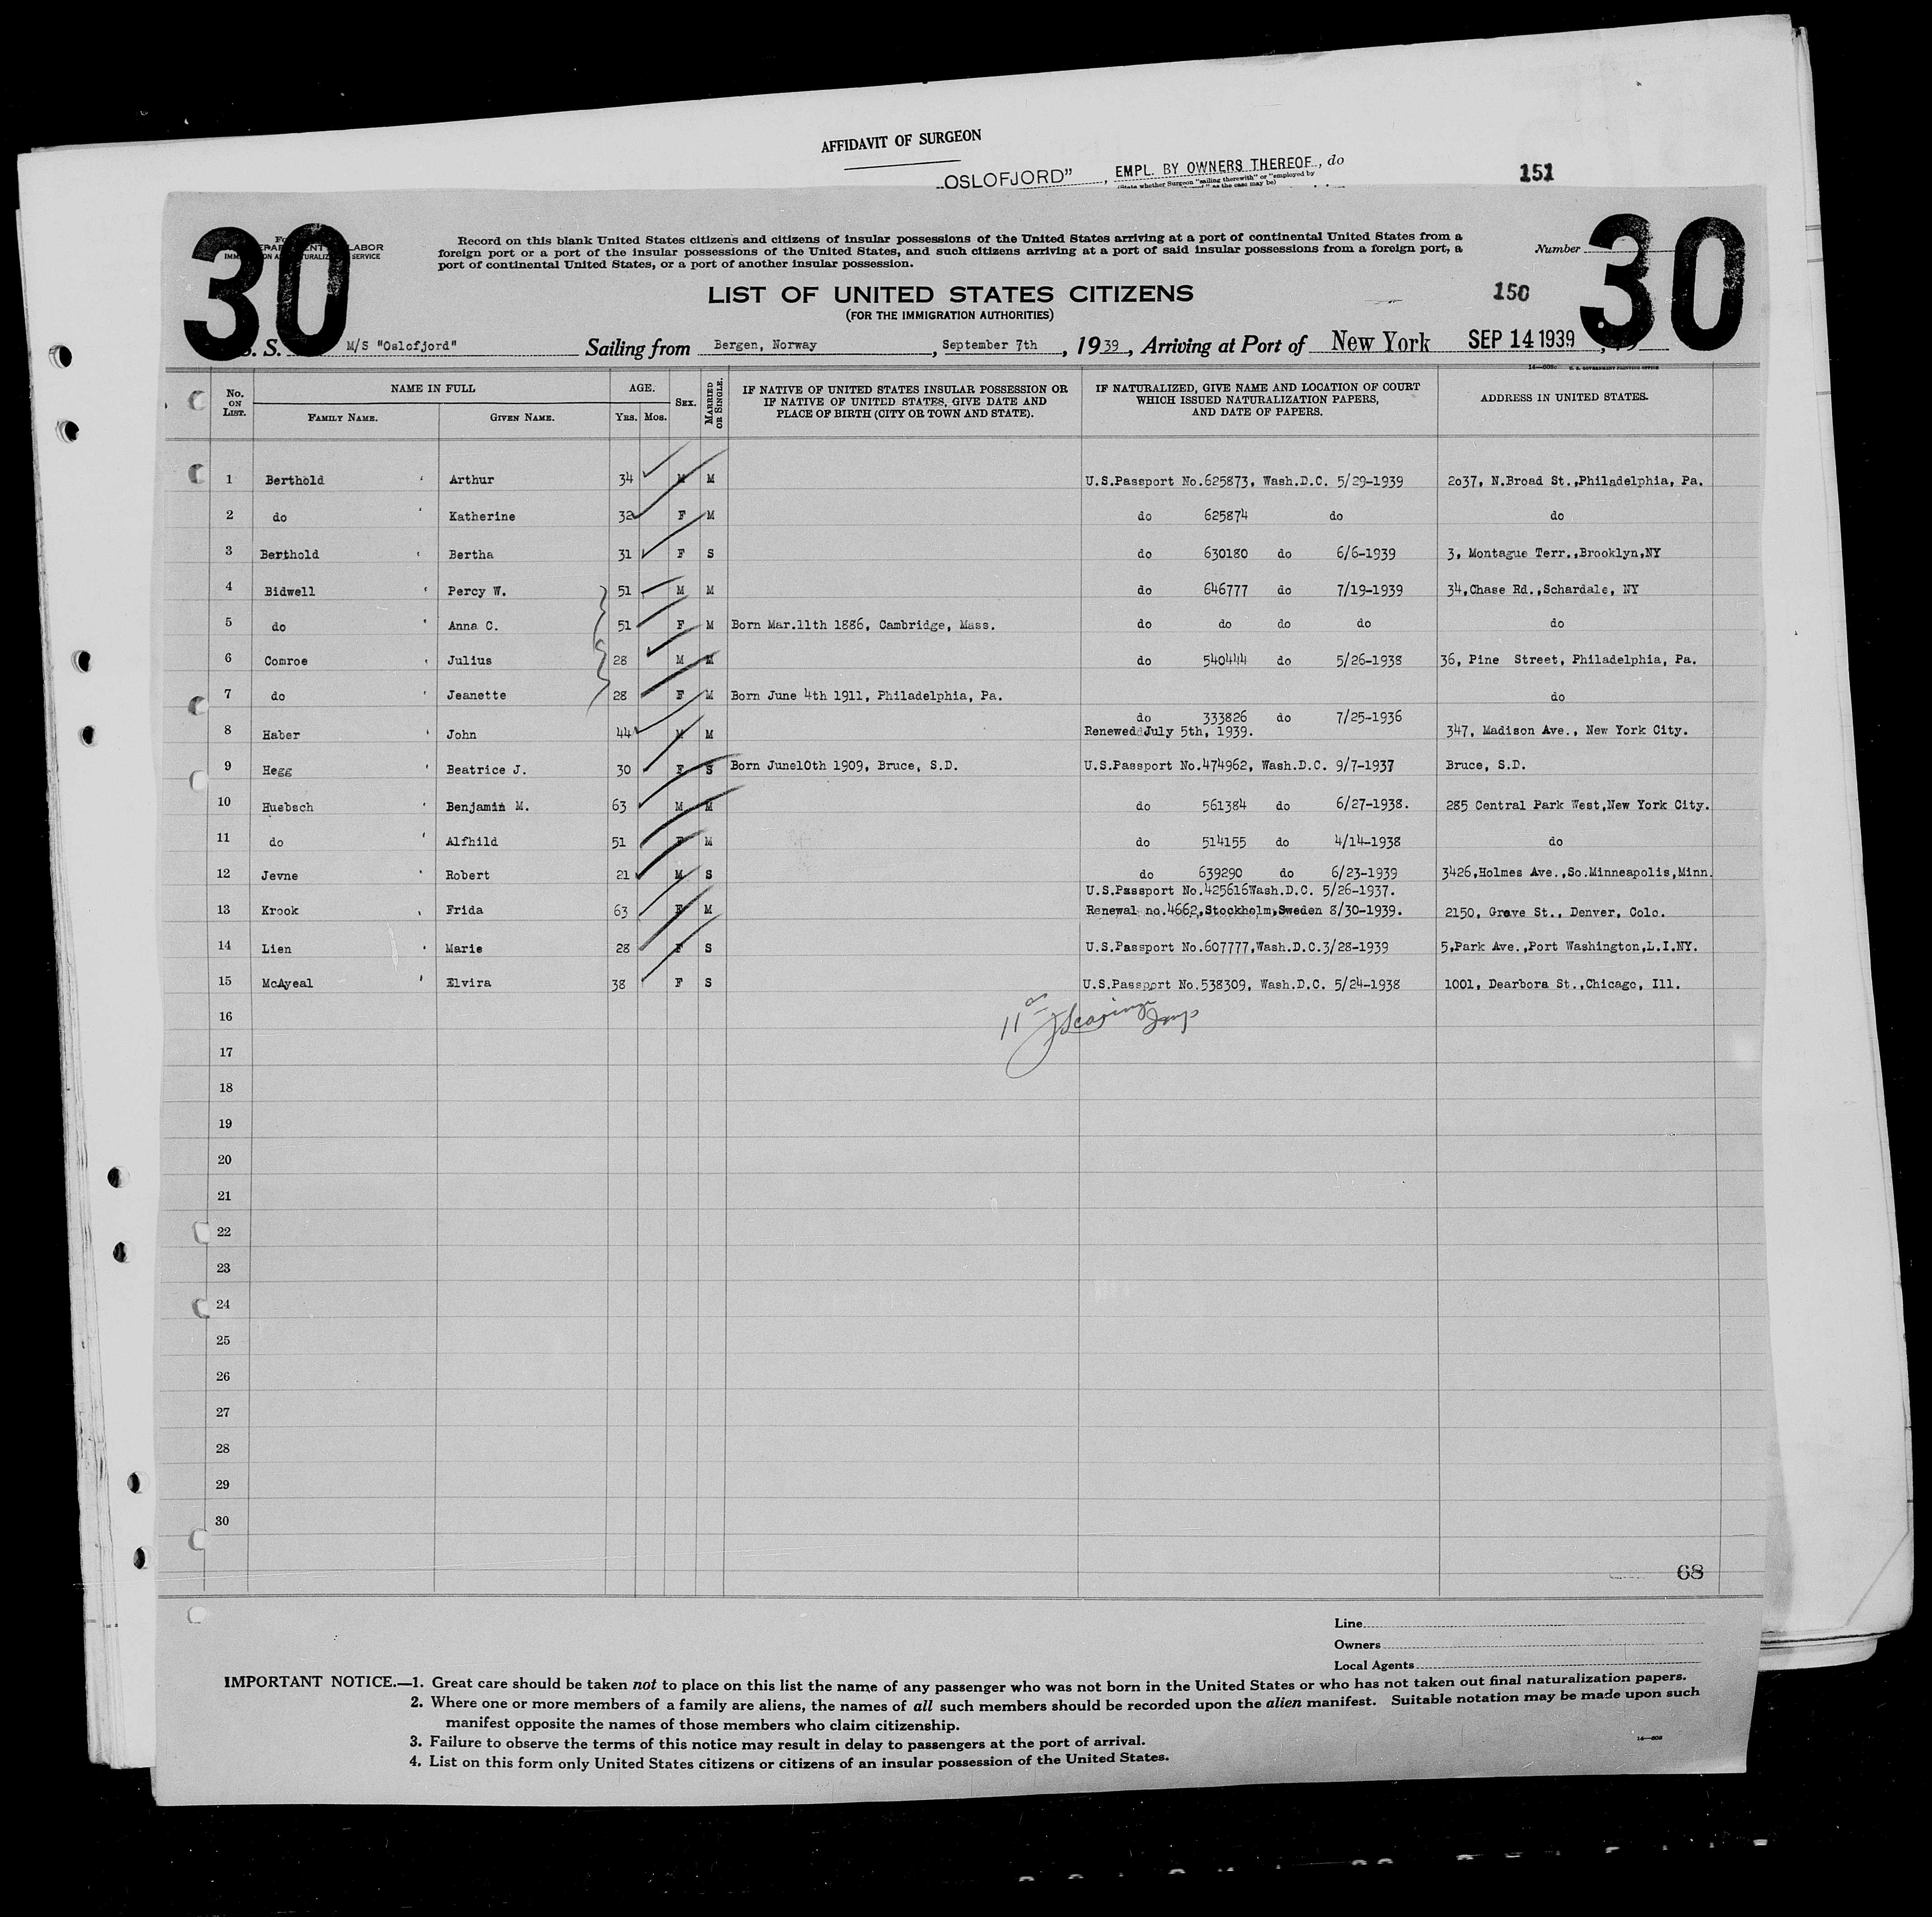 AFFIDAVIT OF SURGEON
"OSLOFJORD", EMPL. BY OWNERS THEREOF, do
(State whether Surgeon "sailing therewith" or "employed by
151
30 30
LABOR
SERVICE
Record on this blank United States citizens and citizens of insular possessions of the United States arriving at a port of continental United States from a
foreign port or a port of the insular possessions of the United States, and such citizens arriving at a port of said insular possessions from a foreign port, a
port of continental United States, or a port of another insular possession.
Number
LIST OF UNITED STATES CITIZENS
150
(FOR THE IMMIGRATION AUTHORITIES)
S. M/S "Oslofjord" Sailing from Bergen, Norway, September 7th, 1939, Arriving at Port of New York SEP 14 1939
No. ON LIST. NAME IN FULL AGE. SEX. MARRIED OR SINGLE. IF NATIVE OF UNITED STATES INSULAR POSSESSION OR IF NATIVE OF UNITED STATES, GIVE DATE AND PLACE OF BIRTH (CITY OR TOWN AND STATE). IF NATURALIZED, GIVE NAME AND LOCATION OF COURT WHICH ISSUED NATURALIZATION PAPERS, AND DATE OF PAPERS. ADDRESS IN UNITED STATES.
FAMILY NAME. GIVEN NAME. YRS. MOS.
1 Berthold Arthur 34 M M U.S.Passport No.625873, Wash.D.C. 5/29-1939 2o37, N.Broad St.,Philadelphia, Pa.
2 do Katherine 32 F M do 625874 do do
3 Berthold Bertha 31 F S do 630180 do 6/6-1939 3, Montague Terr.,Brooklyn,NY
4 Bidwell Percy W. 51 M M do 646777 do 7/19-1939 34,Chase Rd.,Schardale, NY
5 do Anna C. 51 F M Born Mar.11th 1886, Cambridge, Mass. do do do do do
6 Comroe Julius 28 M M do 540444 do 5/26-1938 36, Pine Street, Philadelphia, Pa.
7 do Jeanette 28 F M Born June 4th 1911, Philadelphia, Pa. do
do 333826 do 7/25-1936
8 Haber John 44 M M Renewed July 5th, 1939. 347, Madison Ave., New York City.
9 Hegg Beatrice J. 30 F S Born June10th 1909, Bruce, S.D. U.S.Passport No.474962, Wash.D.C. 9/7-1937 Bruce, S.D.
10 Huebsch Benjamin M. 63 M M do 561384 do 6/27-1938. 285 Central Park West,New York City.
11 do Alfhild 51 F M do 514155 do 4/14-1938 do
12 Jevne Robert 21 M S do 639290 do 6/23-1939 3426,Holmes Ave.,So.Minneapolis,Minn.
U.S.Passport No.425616Wash.D.C. 5/26-1937.
13 Krook Frida 63 F M Renewal no.4662,Stockholm,Sweden 8/30-1939. 2150, Grave St., Denver, Colo.
14 Lien Marie 28 F S U.S.Passport No.607777,Wash.D.C.3/28-1939 5,Park Ave.,Port Washington,L.I.NY.
15 McAyeal Elvira 38 F S U.S.Passport No.538309, Wash.D.C. 5/24-1938 1001, Dearborn St.,Chicago, Ill.
16
17
18
19
20
21
22
23
24
25
26
27
28
29
30
68
Line
Owners
Local Agents
IMPORTANT NOTICE.—1. Great care should be taken not to place on this list the name of any passenger who was not born in the United States or who has not taken out final naturalization papers.
2. Where one or more members of a family are aliens, the names of all such members should be recorded upon the alien manifest. Suitable notation may be made upon such
manifest opposite the names of those members who claim citizenship.
3. Failure to observe the terms of this notice may result in delay to passengers at the port of arrival.
4. List on this form only United States citizens or citizens of an insular possession of the United States.